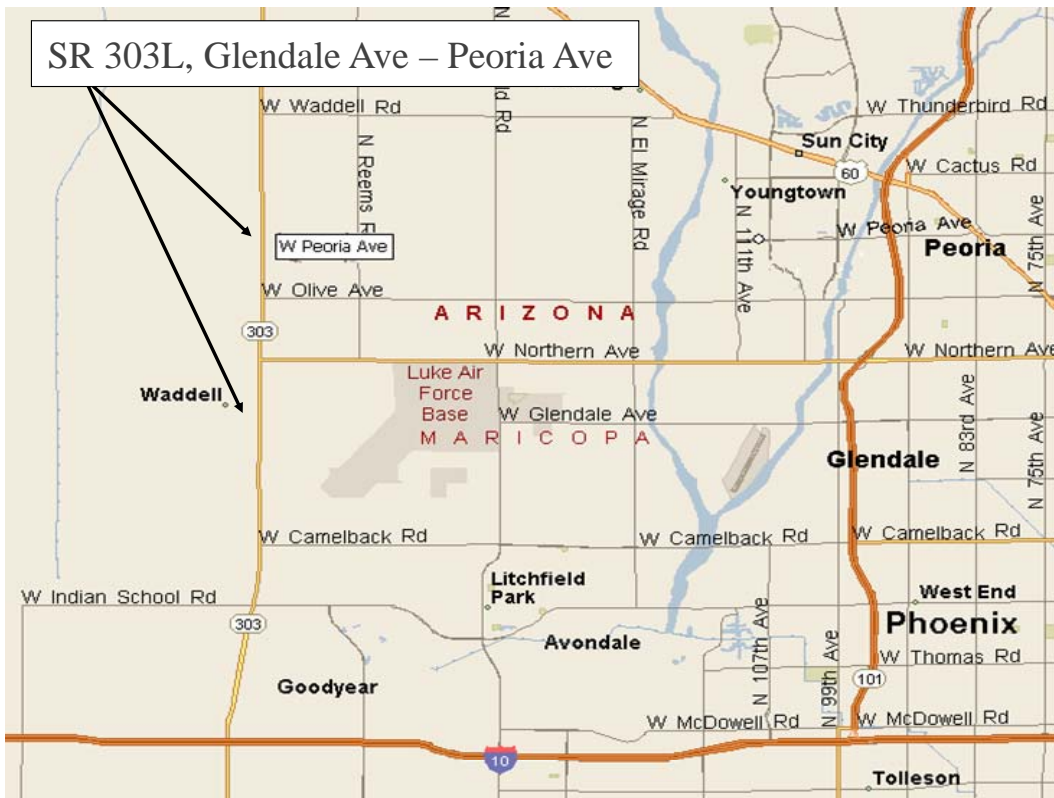 SR 303L, Glendale Ave – Peoria Ave
W Waddell Rd
W Thunderbird Rd
Sun City
W Cactus Rd
60
Youngtown
N Reems
N El Mirage Rd
N 111th Ave
W Peoria Ave
W Peoria Ave
Peoria
N 75th Ave
W Olive Ave
ARIZONA
303
W Northern Ave
W Northern Ave
Luke Air
Force
Base
Waddell
W Glendale Ave
MARICOPA
N 83rd Ave
N 75th Ave
Glendale
W Camelback Rd
W Camelback Rd
W Camelback Rd
Litchfield
Park
West End
W Indian School Rd
303
Phoenix
Avondale
N 107th Ave
N 99th Ave
W Thomas Rd
Goodyear
101
W McDowell Rd
W McDowell Rd
10
Tolleson